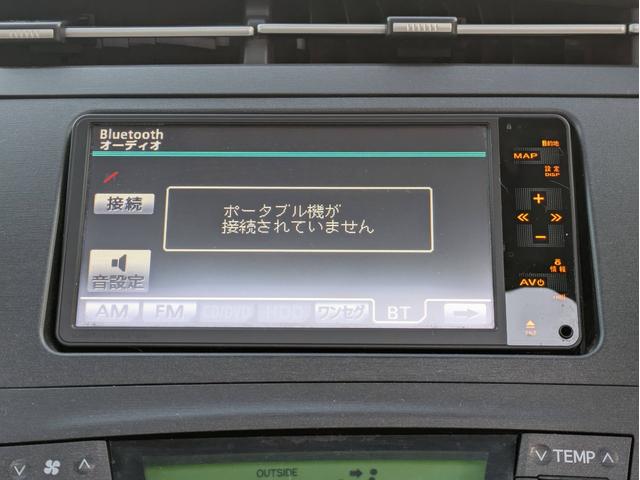 Bluetooth
オーディオ
接続
ポータブル機が
接続されていません
音設定
AM FM CD/DVD HDD ワンセグ BT
目的地
MAP
設定
DISP
情報
AV
OUTSIDE
TEMP